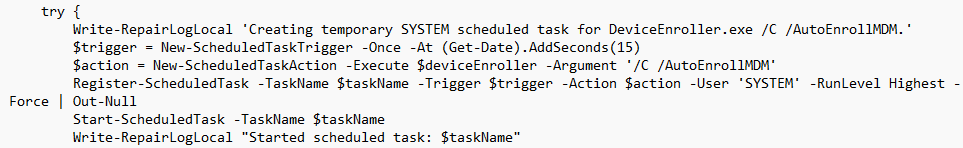 try {
Write-RepairLogLocal 'Creating temporary SYSTEM scheduled task for DeviceEnroller.exe /C /AutoEnrollMDM.'
$trigger = New-ScheduledTaskTrigger -Once -At (Get-Date).AddSeconds(15)
$action = New-ScheduledTaskAction -Execute $deviceEnroller -Argument '/C /AutoEnrollMDM'
Register-ScheduledTask -TaskName $taskName -Trigger $trigger -Action $action -User 'SYSTEM' -RunLevel Highest -
Force | Out-Null
Start-ScheduledTask -TaskName $taskName
Write-RepairLogLocal "Started scheduled task: $taskName"